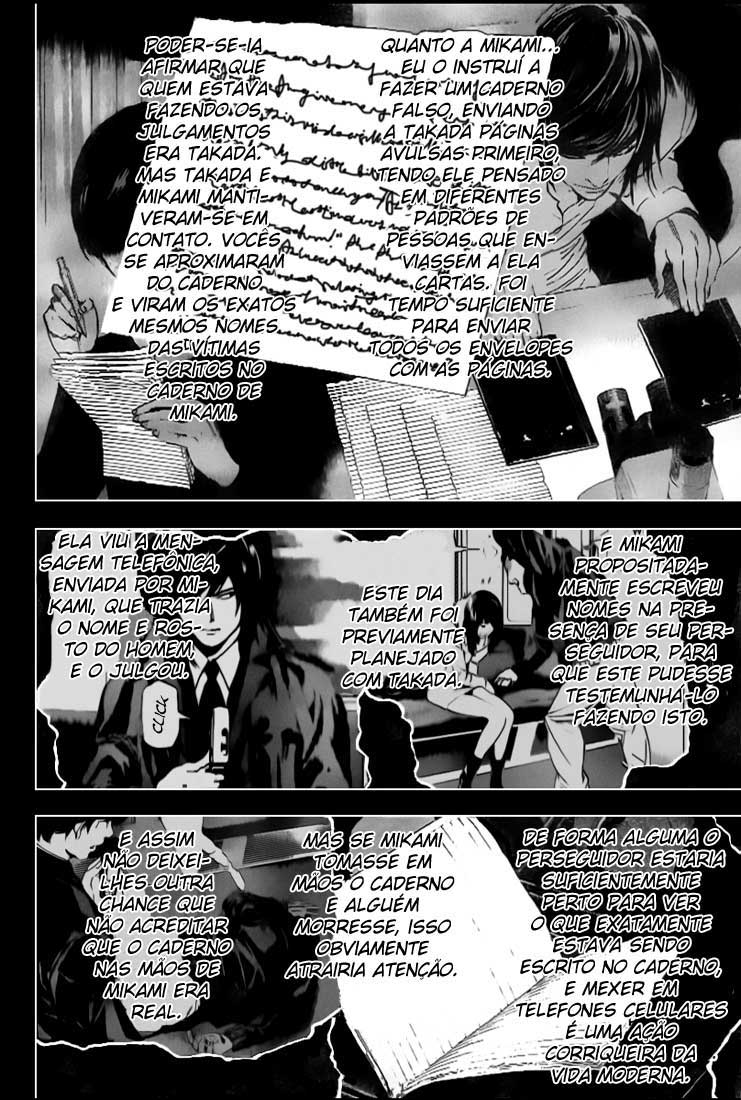 QUANTO A MIKAMI...
EU O INSTRUÍ A
FAZER UM CADERNO
FALSO, ENVIANDO
A TAKADA PÁGINAS
AVULSAS PRIMEIRO,
TENDO ELE PENSADO
EM DIFERENTES
PADRÕES DE
PESSOAS QUE EN-
VIASSEM A ELA
CARTAS. FOI
TEMPO SUFICIENTE
PARA ENVIAR
TODOS OS ENVELOPES
COM AS PÁGINAS.
PODER-SE-IA
AFIRMAR QUE
QUEM ESTAVA
FAZENDO OS
JULGAMENTOS
ERA TAKADA.
MAS TAKADA E
MIKAMI MANTI-
VERAM-SE EM
CONTATO. VOCÊS
SE APROXIMARAM
DO CADERNO
E VIRAM OS EXATOS
MESMOS NOMES
DAS VÍTIMAS
ESCRITOS NO
CADERNO DE
MIKAMI.
E MIKAMI
PROPOSITADA-
MENTE ESCREVEU
NOMES NA PRE-
SENÇA DE SEU PER-
SEGUIDOR, PARA
QUE ESTE PUDESSE
TESTEMUNHÁ-LO
FAZENDO ISTO.
ESTE DIA
TAMBÉM FOI
PREVIAMENTE
PLANEJADO
COM TAKADA.
ELA VIU A MEN-
SAGEM TELEFÔNICA,
ENVIADA POR MI-
KAMI, QUE TRAZIA
O NOME E ROS-
TO DO HOMEM,
E O JULGOU.
CLICK
DE FORMA ALGUMA O
PERSEGUIDOR ESTARIA
SUFICIENTEMENTE
PERTO PARA VER
O QUE EXATAMENTE
ESTAVA SENDO
ESCRITO NO CADERNO,
E MEXER EM
TELEFONES CELULARES
É UMA AÇÃO
CORRIQUEIRA DA
VIDA MODERNA.
MAS SE MIKAMI
TOMASSE EM
MÃOS O CADERNO
E ALGUÉM
MORRESSE, ISSO
OBVIAMENTE
ATRAIRIA ATENÇÃO.
E ASSIM
NÃO DEIXEI-
LHES OUTRA
CHANCE QUE
NÃO ACREDITAR
QUE O CADERNO
NAS MÃOS DE
MIKAMI ERA
REAL.